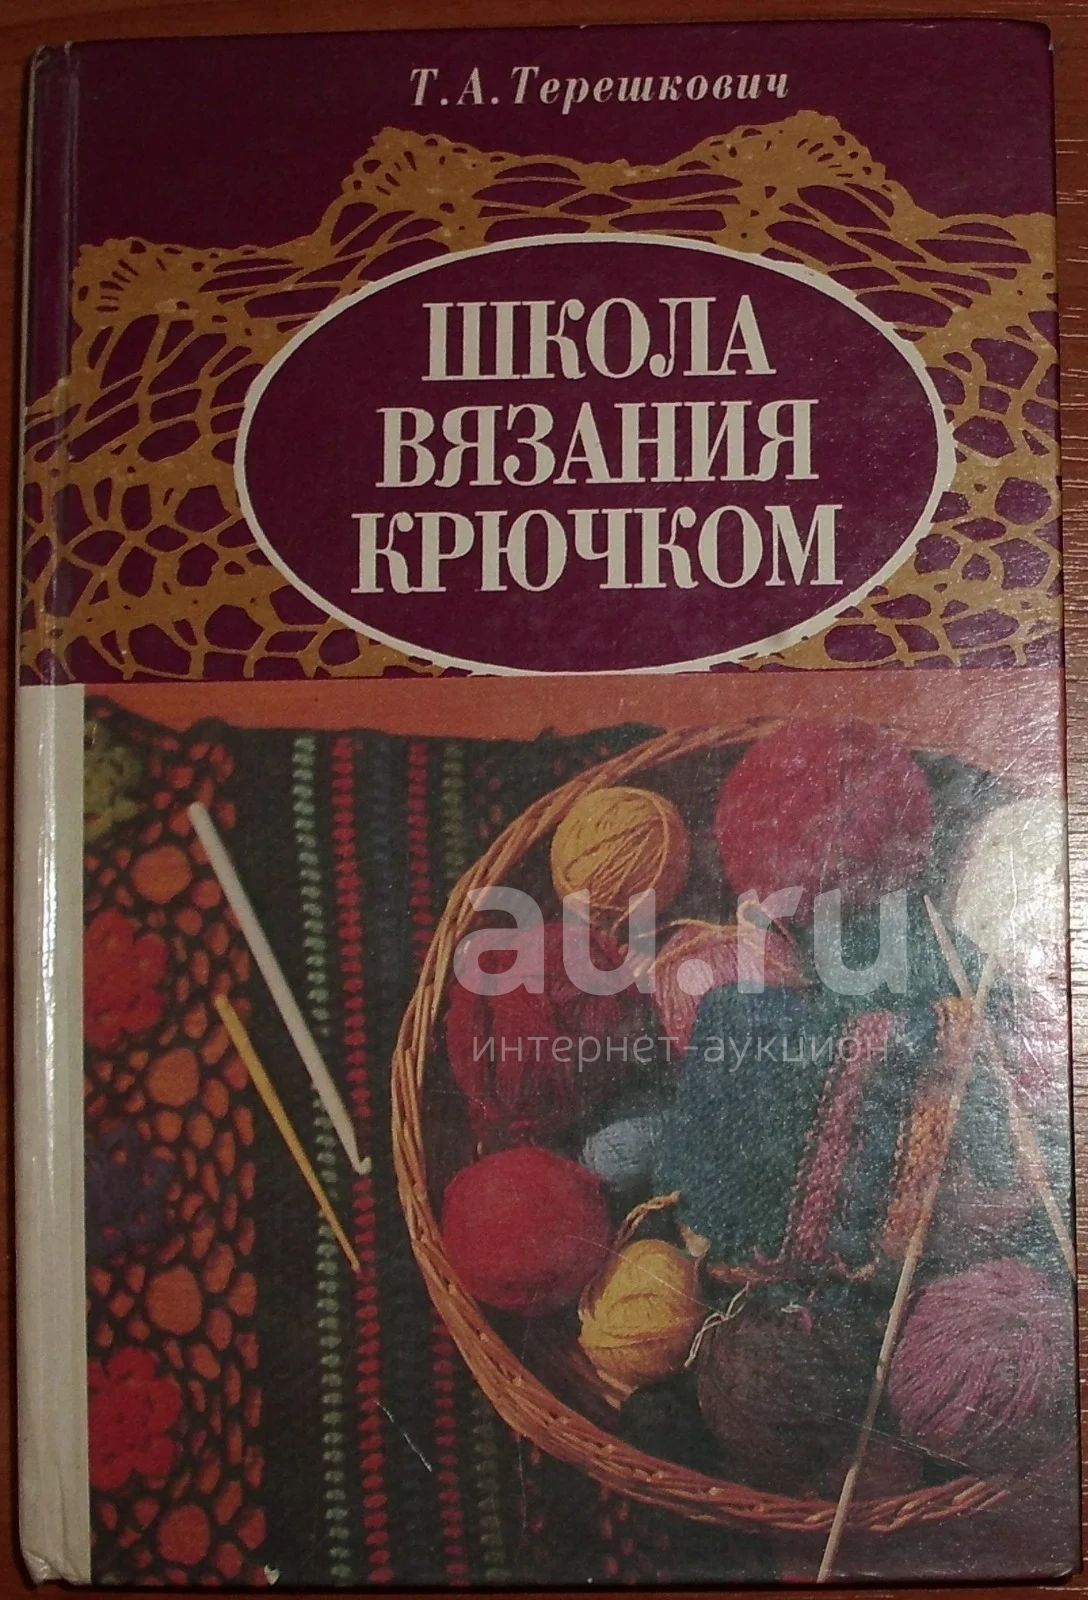 Т.А.Терешкович
ШКОЛА
ВЯЗАНИЯ
КРЮЧКОМ
au.ru
интернет-аукцион